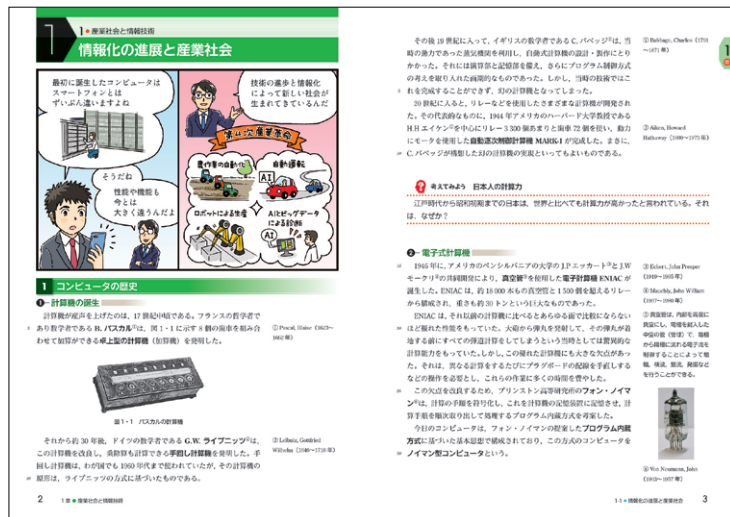 1
1●産業社会と情報技術
情報化の進展と産業社会
最初に誕生したコンピュータは
スマートフォンとは
ずいぶん違いますよね
そうだね
性能や機能も
今とは
大きく違うんだよ
技術の進歩と情報化
によって新しい社会が
生まれてきているんだ
第4次産業革命
農作業の自動化
自動運転
AI
ロボットによる生産
AIとビッグデータ
による診断
AI
1 コンピュータの歴史
❶ 計算機の誕生
計算機が産声を上げたのは、17世紀中頃である。フランスの哲学者で
あり数学者であるB. パスカル①は、図1・1に示す8個の歯車を組み合
わせて加算ができる卓上型の計算機（加算機）を発明した。
① Pascal, Blaise（1623～
1662年）
図1・1 パスカルの計算機
それから約30年後、ドイツの数学者であるG.W. ライプニッツ②は、
この計算機を改良し、乗除算も計算できる手回し計算機を発明した。手
回し計算機は、わが国でも1960年代まで使われていたが、その計算機の
原形は、ライプニッツの方式に基づいたものである。
② Leibniz, Gottfried
Wilhelm（1646～1716年）
2 1章●産業社会と情報技術
その後19世紀に入って、イギリスの数学者であるC. バベッジ①は、当
時の動力であった蒸気機関を利用し、自動式計算機の設計・製作にとり
かかった。それには演算部と記憶部を備え、さらにプログラム制御方式
の考えを取り入れた画期的なものであった。しかし、当時の技術ではこ
れを完成することができず、幻の計算機となってしまった。
20世紀に入ると、リレーなどを使用したさまざまな計算機が開発され
た。その代表的なものに、1944年アメリカのハーバード大学教授である
H.H エイケン②を中心にリレー3300個あまりと歯車72個を使い、動力
にモータを使用した自動逐次制御計算機 MARK-I が完成した。まさに、
C. バベッジが構想した幻の計算機の実現といってもよいものである。
① Babbage, Charles（1791
～1871年）
② Aiken, Howard
Hathaway（1900～1973年）
考えてみよう 日本人の計算力
江戸時代から昭和初期までの日本は、世界と比べても計算力が高かったと言われている。それ
は、なぜか？
❷ 電子式計算機
1946年に、アメリカのペンシルバニアの大学のJ.P エッカート③とJ.W
モークリ④の共同開発により、真空管⑤を使用した電子計算機 ENIAC が
誕生した。ENIAC は、約18 000本もの真空管と1 500個を超えるリレー
から構成され、重さも約30トンという巨大なものであった。
ENIAC は、それ以前の計算機に比べるとあらゆる面で比較にならない
ほど優れた性能をもっていた。大砲から弾丸を発射して、その弾丸が着
地する前にすべての弾道計算をしてしまうという当時としては驚異的な
計算能力をもっていた。しかし、この優れた計算機にも大きな欠点があっ
た。それは、異なる計算をするたびにプラグボードの配線を手直しする
などの操作を必要とし、これらの作業に多くの時間を費やした。
この欠点を改良するため、プリンストン高等研究所のフォン・ノイマ
ン⑥は、計算の手順を符号化し、これを計算機の記憶装置に記憶させ、計
算手順を順次取り出して処理するプログラム内蔵方式を考案した。
今日のコンピュータは、フォン・ノイマンの提案したプログラム内蔵
方式に基づいた基本思想で構成されており、この方式のコンピュータを
ノイマン型コンピュータという。
③ Eckert, John Presper
（1919～1995年）
④ Mauchly, John William
（1907～1980年）
⑤ 真空管は、内部を高度に
真空にし、電極を封入した
中空の管（管球）で、陰極
から陽極に流れる電子流を
制御することによって増
幅、検波、整流、発振など
を行うことができる。
⑥ Von Neumann, John
（1903～1957年）
1-1●情報化の進展と産業社会 3
1